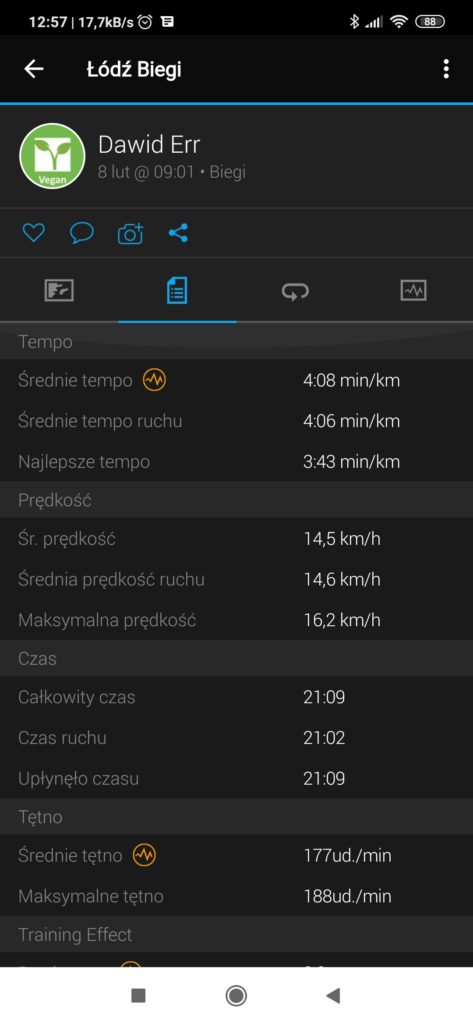 12:57 | 17,7kB/s 88
Łódź Biegi
Vegan
Dawid Err
8 lut @ 09:01 • Biegi
Tempo
Średnie tempo 4:08 min/km
Średnie tempo ruchu 4:06 min/km
Najlepsze tempo 3:43 min/km
Prędkość
Śr. prędkość 14,5 km/h
Średnia prędkość ruchu 14,6 km/h
Maksymalna prędkość 16,2 km/h
Czas
Całkowity czas 21:09
Czas ruchu 21:02
Upłynęło czasu 21:09
Tętno
Średnie tętno 177ud./min
Maksymalne tętno 188ud./min
Training Effect